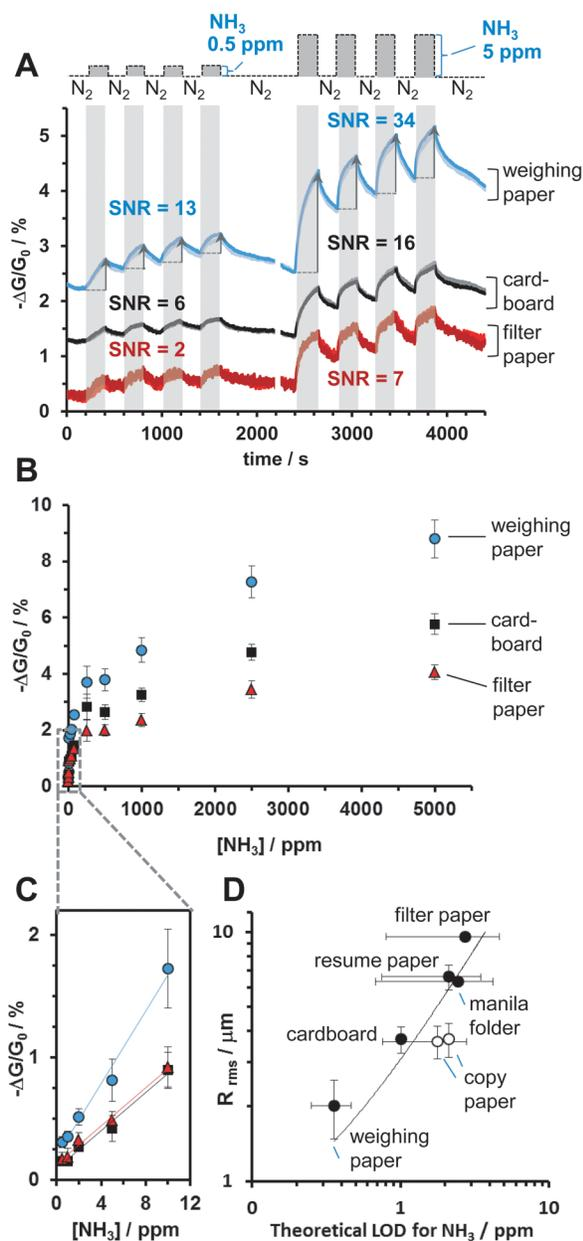 NH3
0.5 ppm
NH3
5 ppm
A
N2 N2 N2 N2 N2 N2 N2 N2 N2 N2
-ΔG/G0 / %
5
4
3
2
1
0
SNR = 34
SNR = 13
SNR = 16
SNR = 6
SNR = 2
SNR = 7
weighing
paper
card-
board
filter
paper
0 1000 2000 3000 4000
time / s
B
-ΔG/G0 / %
10
8
6
4
2
0
weighing
paper
card-
board
filter
paper
0 1000 2000 3000 4000 5000
[NH3] / ppm
C
-ΔG/G0 / %
2
1
0
0 4 8 12
[NH3] / ppm
D
R rms / µm
10
1
filter paper
resume paper
manila
folder
cardboard
copy
paper
weighing
paper
0 1 10
Theoretical LOD for NH3 / ppm